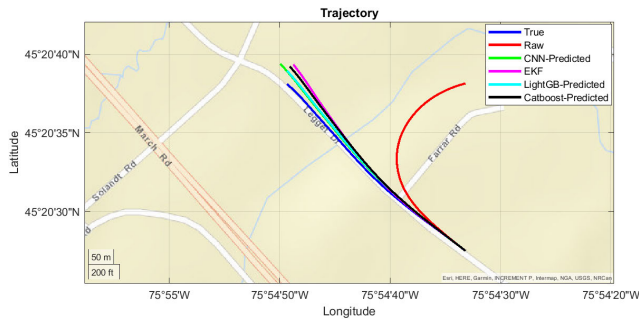 Trajectory
True
Raw
CNN-Predicted
EKF
LightGB-Predicted
Catboost-Predicted
45°20'40"N
45°20'35"N
45°20'30"N
Latitude
March Rd
Solandt Rd
Rd
Legget Dr
Farrar Rd
50 m
200 ft
Esri, HERE, Garmin, INCREMENT P, Intermap, NGA, USGS, NRCan
75°55'W
75°54'50"W
75°54'40"W
75°54'30"W
75°54'20"W
Longitude